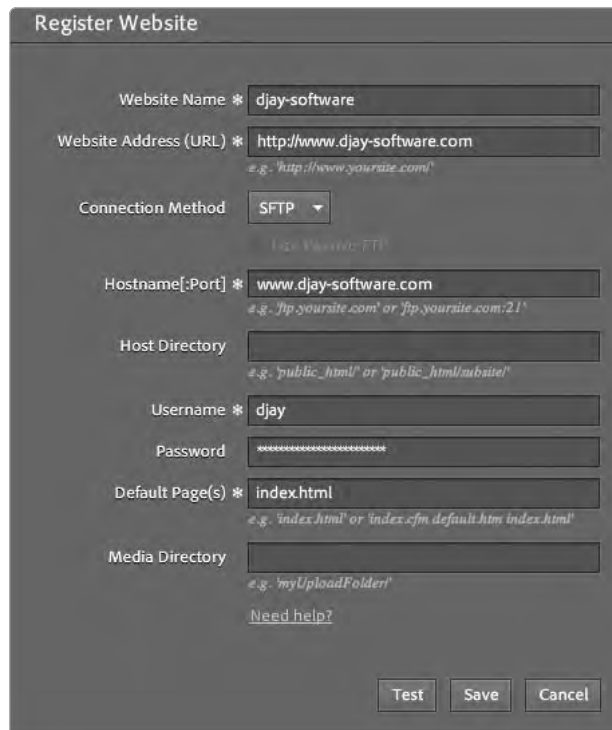 Register Website
Website Name * djay-software
Website Address (URL) * http://www.djay-software.com
e.g. 'http://www.yoursite.com/'
Connection Method SFTP
Use Passive FTP
Hostname[:Port] * www.djay-software.com
e.g. 'ftp.yoursite.com' or 'ftp.yoursite.com:21'
Host Directory
e.g. 'public_html/' or 'public_html/subsite/'
Username * djay
Password ***********************
Default Page(s) * index.html
e.g. 'index.html' or 'index.cfm default.htm index.html'
Media Directory
e.g. 'myUploadFolder/'
Need help?
Test Save Cancel